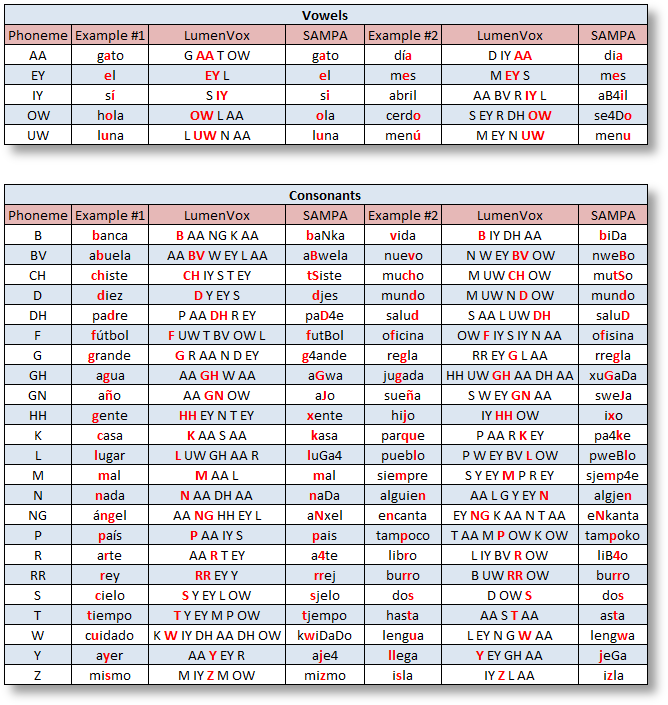 Vowels
Phoneme Example #1 LumenVox SAMPA Example #2 LumenVox SAMPA
AA gato G AA T OW gato día D IY AA dia
EY el EY L el mes M EY S mes
IY sí S IY si abril AA BV R IY L aB4il
OW hola OW L AA ola cerdo S EY R DH OW se4Do
UW luna L UW N AA luna menú M EY N UW menu
Consonants
Phoneme Example #1 LumenVox SAMPA Example #2 LumenVox SAMPA
B banca B AA NG K AA baNka vida B IY DH AA biDa
BV abuela AA BV W EY L AA aBwela nuevo N W EY BV OW nweBo
CH chiste CH IY S T EY tSiste mucho M UW CH OW mutSo
D diez D Y EY S djes mundo M UW N D OW mundo
DH padre P AA DH R EY paD4e salud S AA L UW DH saluD
F fútbol F UW T BV OW L futBol oficina OW F IY S IY N AA ofisina
G grande G R AA N D EY g4ande regla RR EY G L AA rregla
GH agua AA GH W AA aGwa jugada HH UW GH AA DH AA xuGaDa
GN año AA GN OW aJo sueña S W EY GN AA sweJa
HH gente HH EY N T EY xente hijo IY HH OW ixo
K casa K AA S AA kasa parque P AA R K EY pa4ke
L lugar L UW GH AA R luGa4 pueblo P W EY BV L OW pweBlo
M mal M AA L mal siempre S Y EY M P R EY sjemp4e
N nada N AA DH AA naDa alguien AA L G Y EY N algjen
NG ángel AA NG HH EY L aNxel encanta EY NG K AA N T AA eNkanta
P país P AA IY S pais tampoco T AA M P OW K OW tampoko
R arte AA R T EY a4te libro L IY BV R OW liB4o
RR rey RR EY Y rrej burro B UW RR OW burro
S cielo S Y EY L OW sjelo dos D OW S dos
T tiempo T Y EY M P OW tjempo hasta AA S T AA asta
W cuidado K W IY DH AA DH OW kwiDaDo lengua L EY N G W AA lengwa
Y ayer AA Y EY R aje4 llega Y EY GH AA jeGa
Z mismo M IY Z M OW mizmo isla IY Z L AA izla